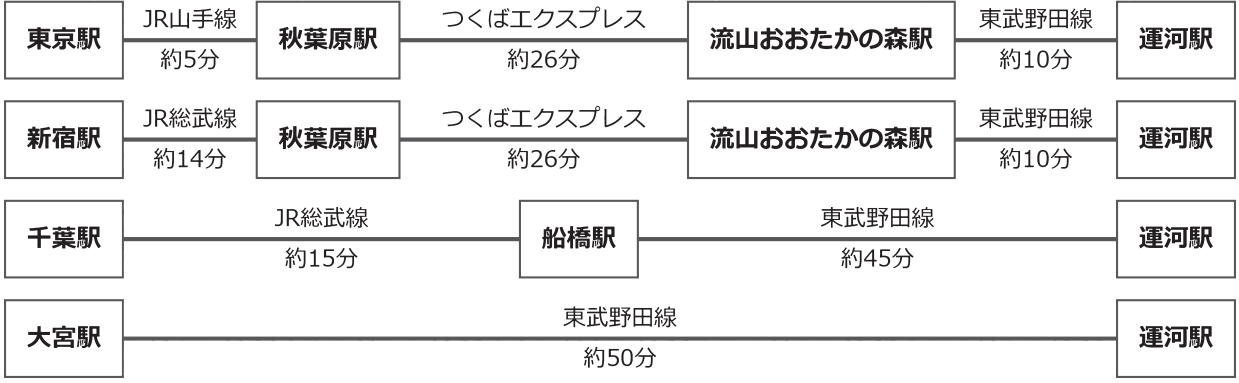 東京駅 JR山手線 約5分 秋葉原駅 つくばエクスプレス 約26分 流山おおたかの森駅 東武野田線 約10分 運河駅
新宿駅 JR総武線 約14分 秋葉原駅 つくばエクスプレス 約26分 流山おおたかの森駅 東武野田線 約10分 運河駅
千葉駅 JR総武線 約15分 船橋駅 東武野田線 約45分 運河駅
大宮駅 東武野田線 約50分 運河駅